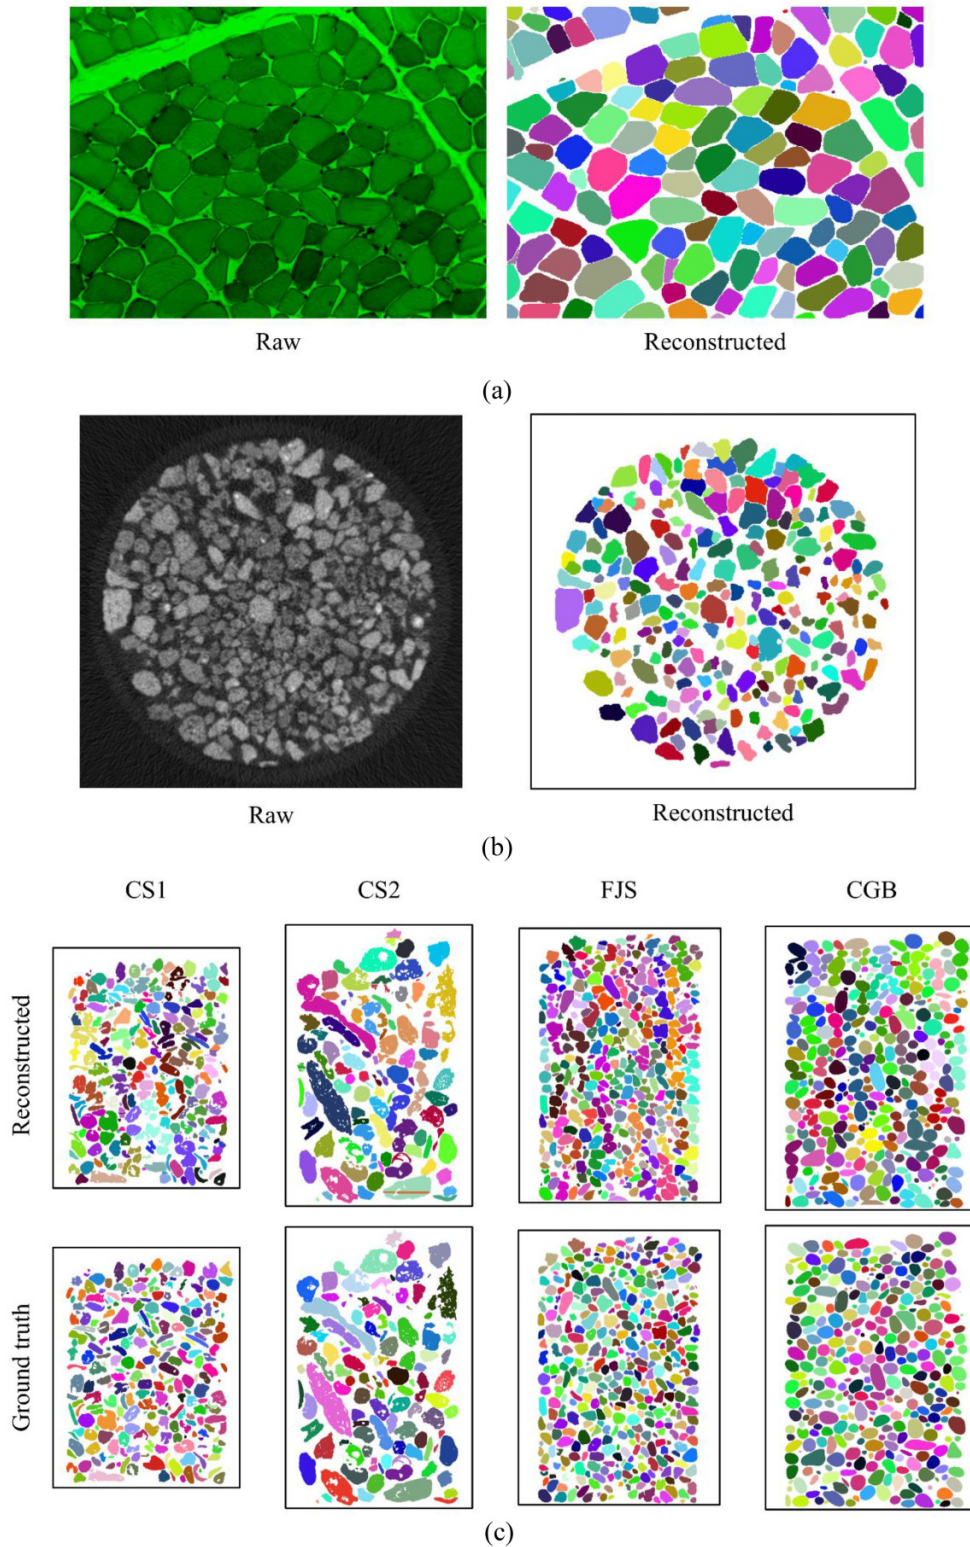 Raw Reconstructed
(a)
Raw Reconstructed
(b)
CS1 CS2 FJS CGB
Reconstructed
Ground truth
(c)